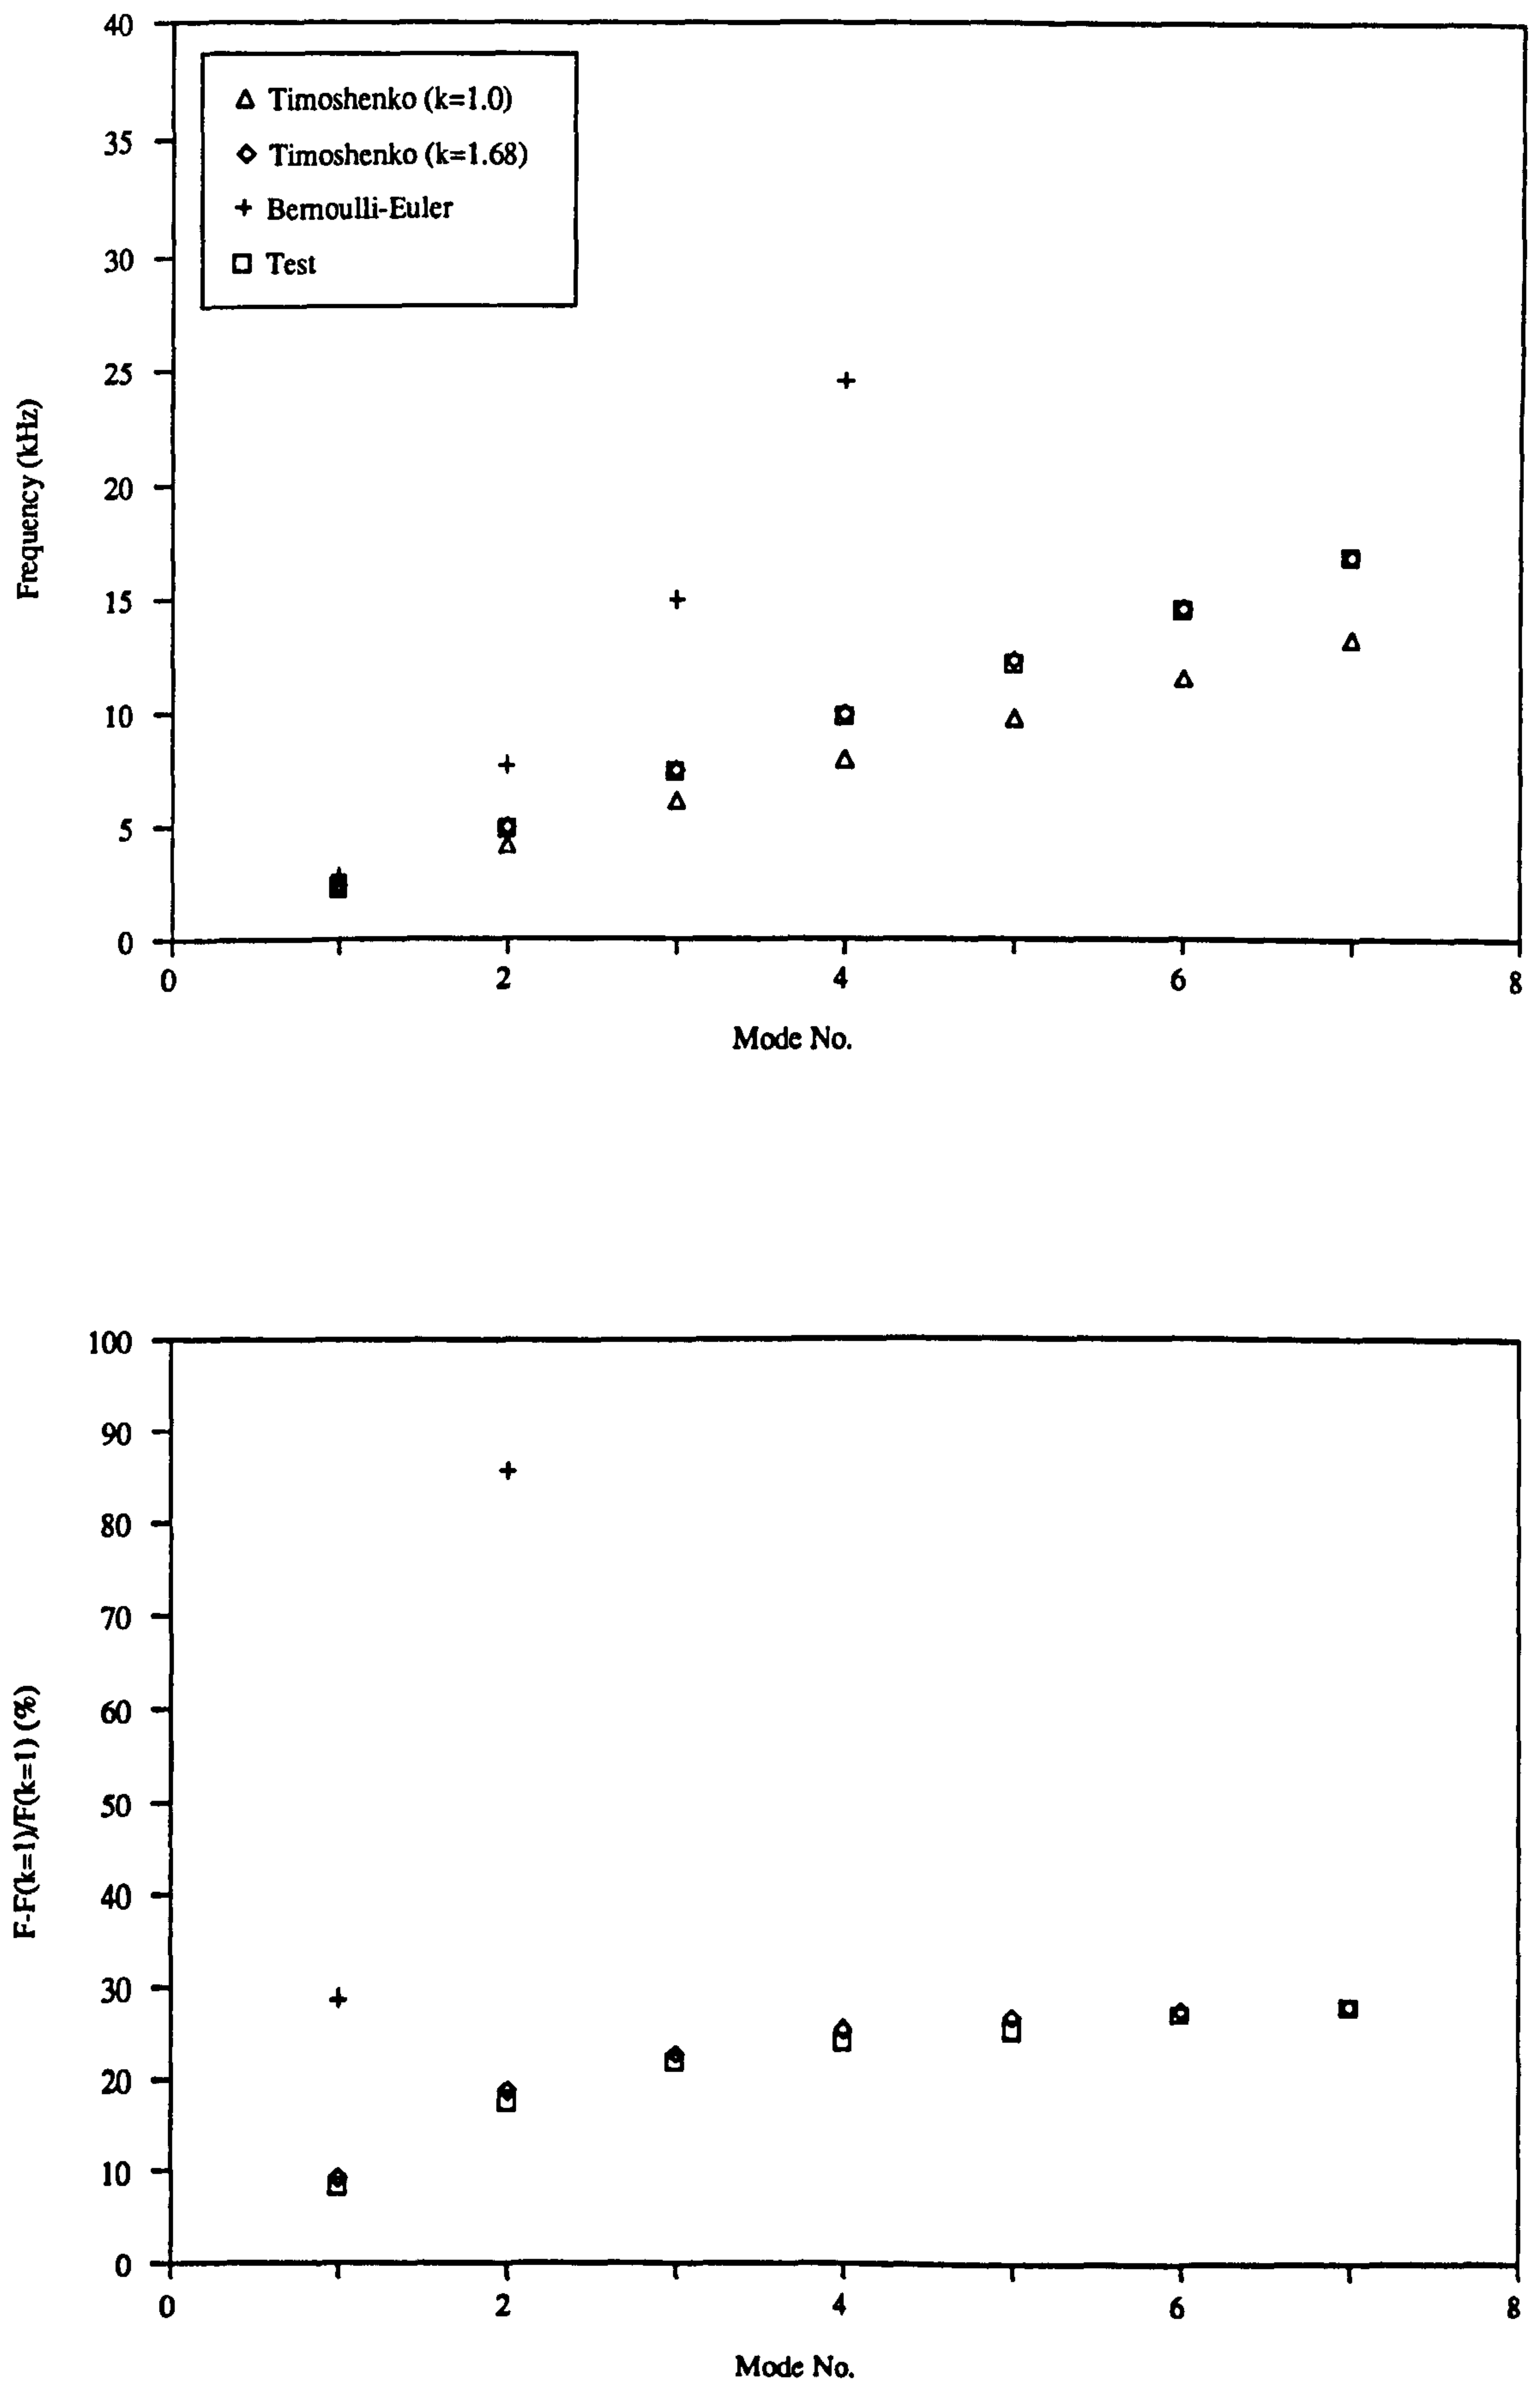 40
35
30
25
20
15
10
5
0
Frequency (kHz)
Timoshenko (k=1.0)
Timoshenko (k=1.68)
Bernoulli-Euler
Test
0 2 4 6 8
Mode No.
100
90
80
70
60
50
40
30
20
10
0
F-F(k=1)/F(k=1) (%)
0 2 4 6 8
Mode No.